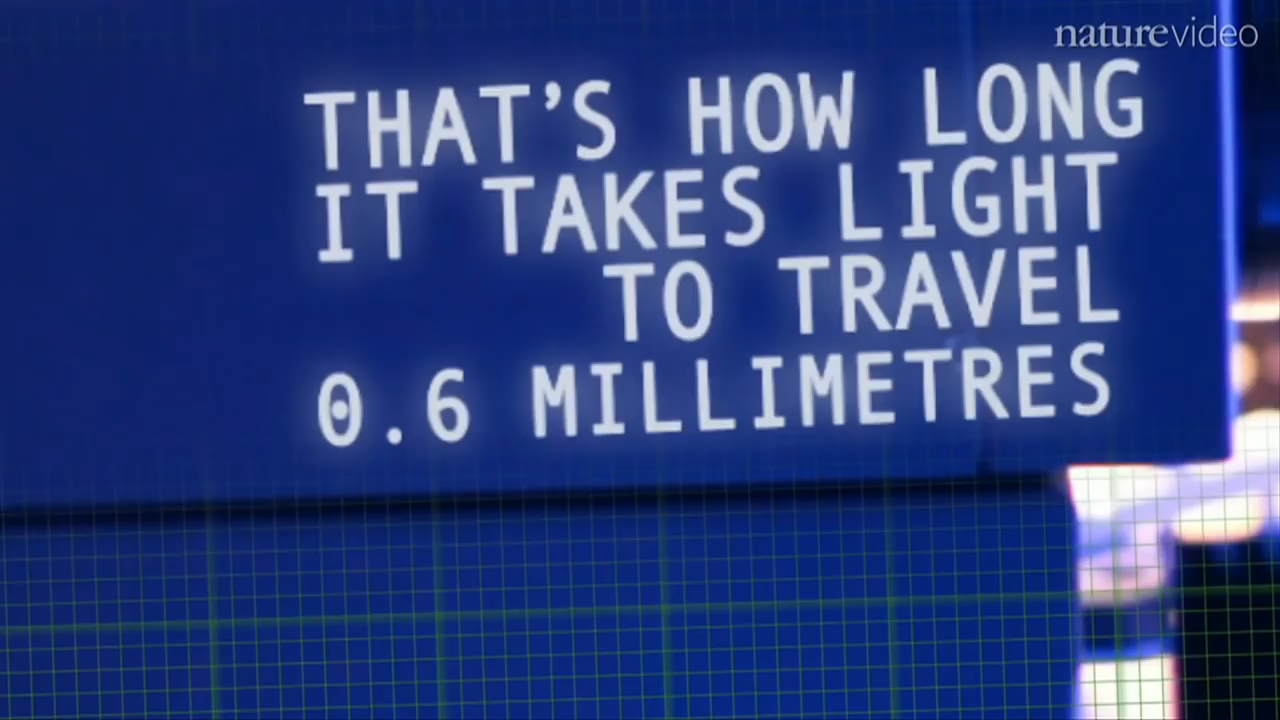 naturevideo
THAT'S HOW LONG
IT TAKES LIGHT
TO TRAVEL
0.6 MILLIMETRES